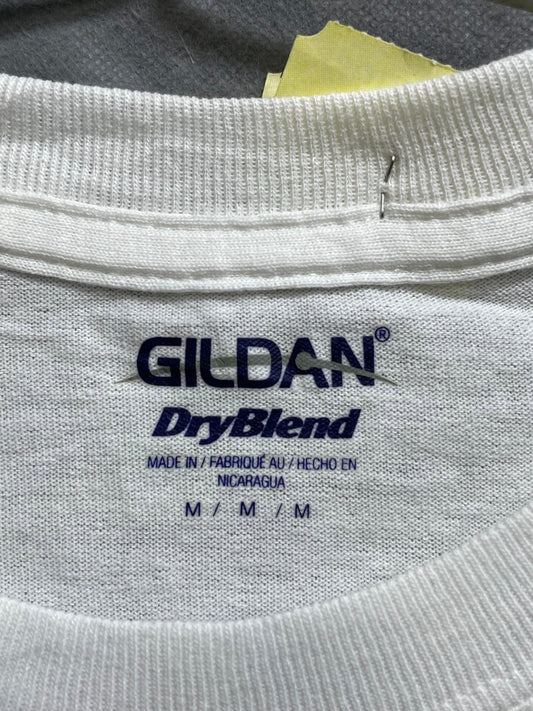 GILDAN®
DryBlend
MADE IN / FABRIQUÉ AU / HECHO EN
NICARAGUA
M / M / M